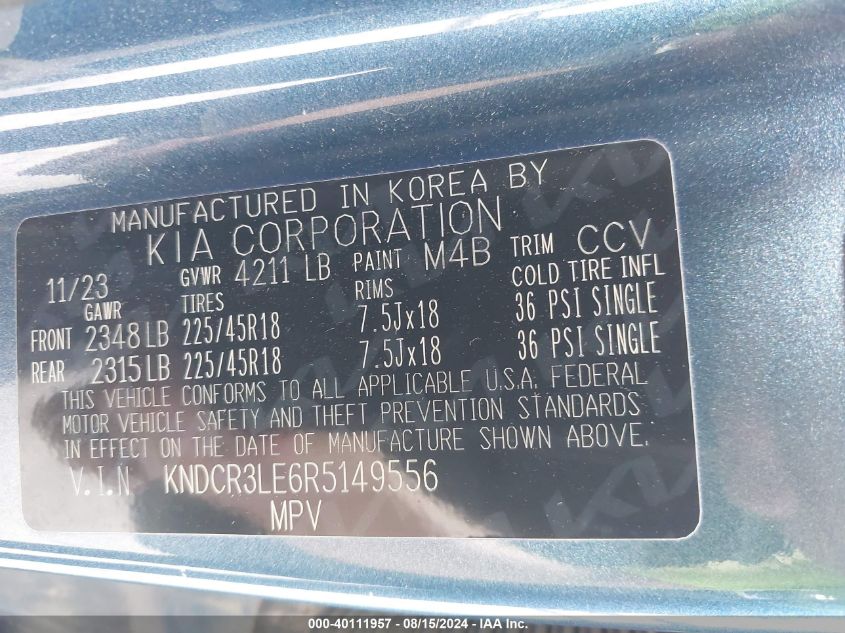 MANUFACTURED IN KOREA BY
KIA CORPORATION
11/23 GVWR 4211 LB PAINT M4B TRIM CCV
GAWR TIRES RIMS COLD TIRE INFL
FRONT 2348 LB 225/45R18 7.5Jx18 36 PSI SINGLE
REAR 2315 LB 225/45R18 7.5Jx18 36 PSI SINGLE
THIS VEHICLE CONFORMS TO ALL APPLICABLE U.S.A. FEDERAL
MOTOR VEHICLE SAFETY AND THEFT PREVENTION STANDARDS
IN EFFECT ON THE DATE OF MANUFACTURE SHOWN ABOVE.
V.I.N KNDCR3LE6R5149556
MPV
000-40111957 - 08/15/2024 - IAA Inc.